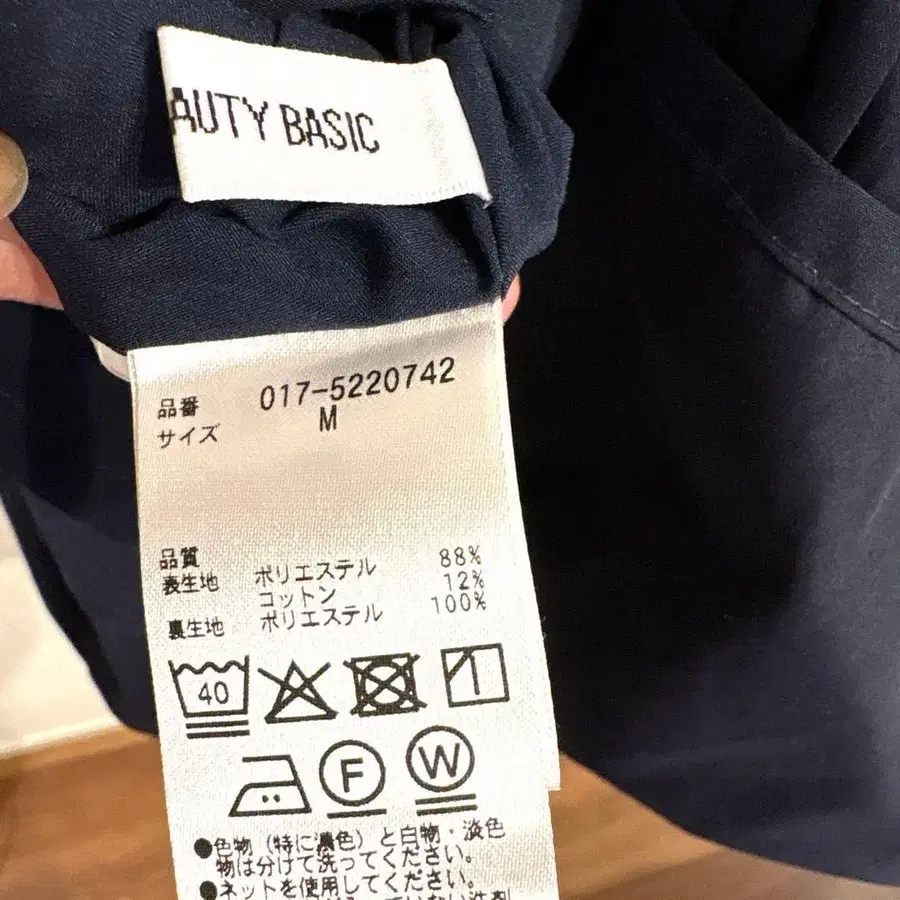 AUTY BASIC
品番 017-5220742
サイズ M
品質
表生地 ポリエステル 88%
コットン 12%
裏生地 ポリエステル 100%
40
F W
●色物(特に濃色)と白物・淡色
物は分けて洗ってください。
●ネットを使用してください。